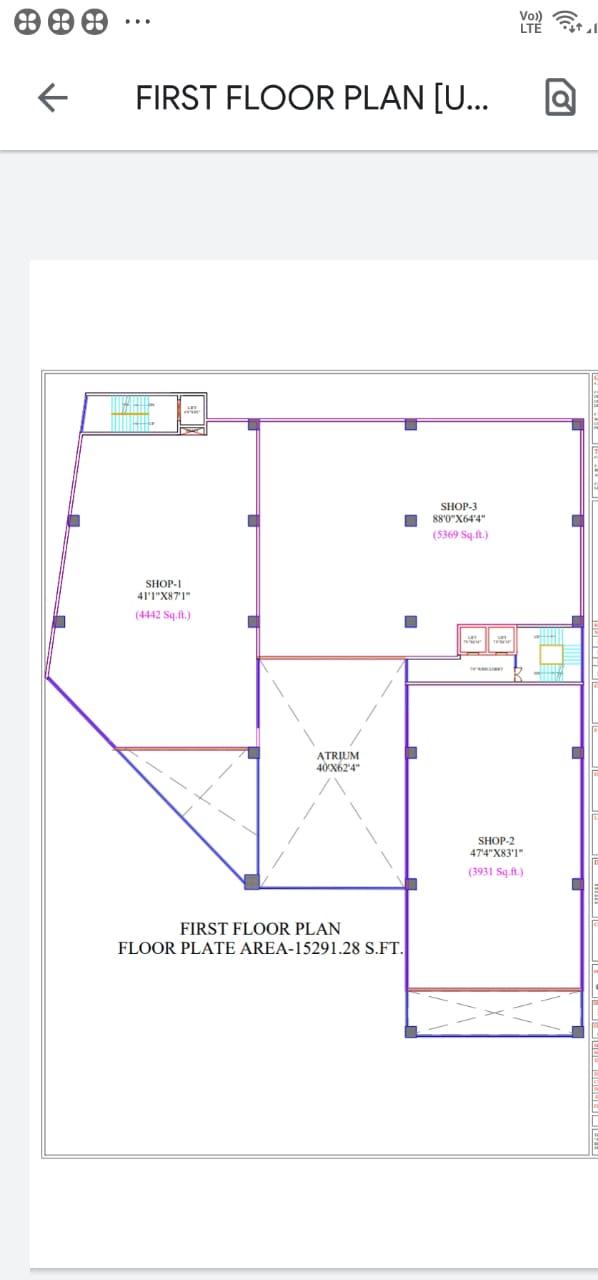 Vo))
LTE
FIRST FLOOR PLAN [U...
SHOP-3
88'0"X64'4"
(5369 Sq.ft.)
SHOP-1
41'1"X87'1"
(4442 Sq.ft.)
LIFT
LIFT
LIFT
ATRIUM
40'X62'4"
SHOP-2
47'4"X83'1"
(3931 Sq.ft.)
FIRST FLOOR PLAN
FLOOR PLATE AREA-15291.28 S.FT.